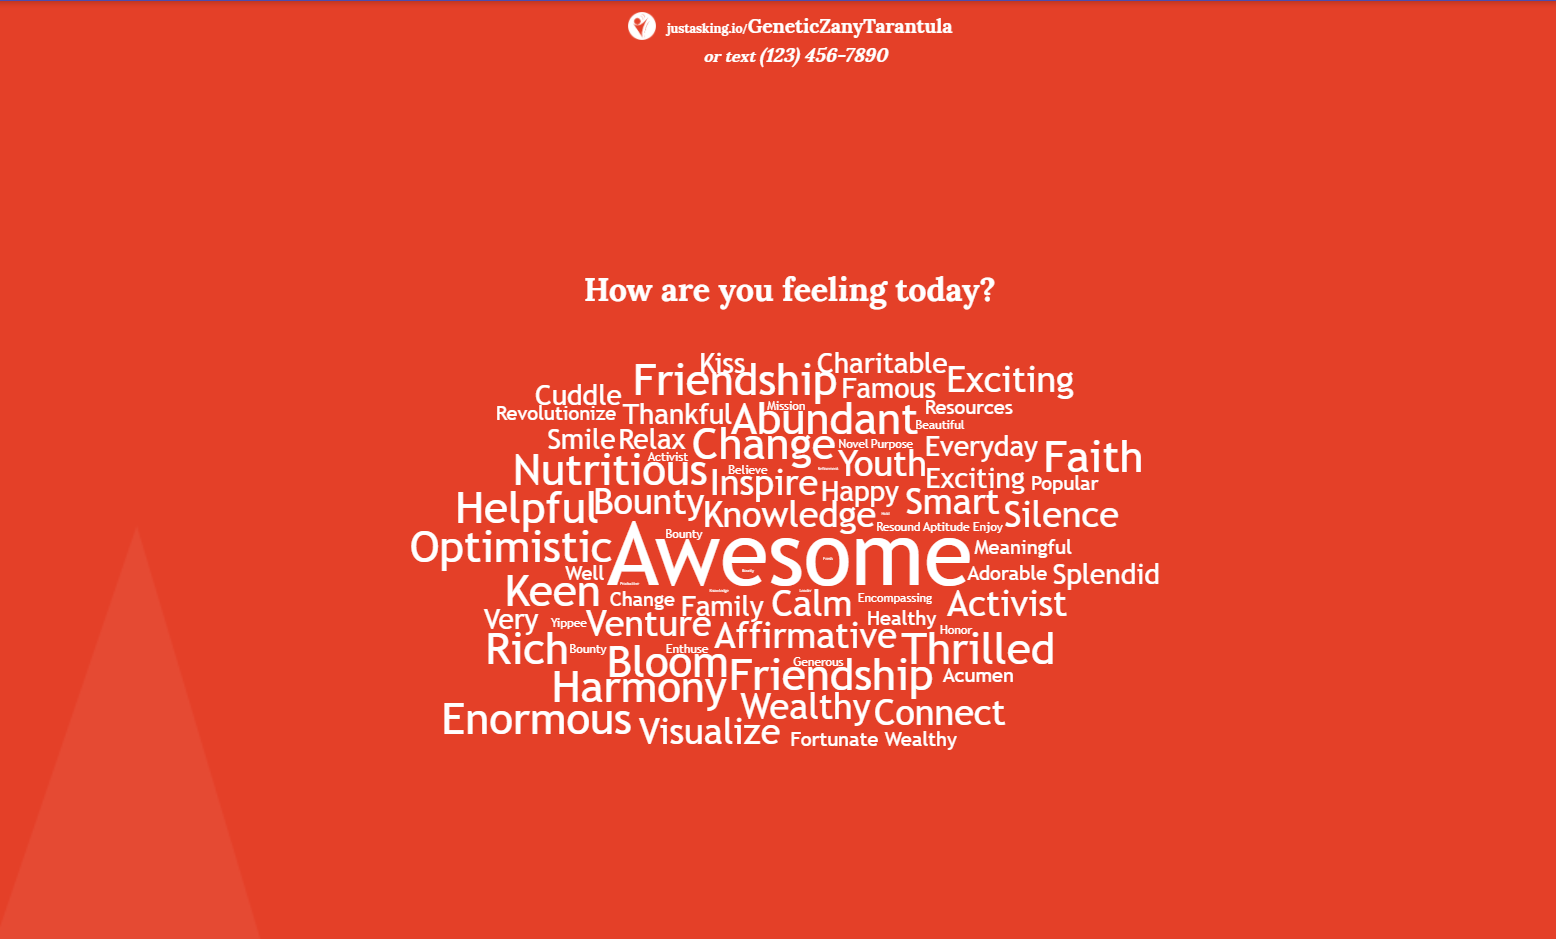 justasking.io/GeneticZanyTarantula
or text (123) 456-7890
How are you feeling today?
Kiss Charitable
Friendship Exciting
Cuddle Famous
Revolutionize Thankful Mission Abundant Resources
Beautiful
Smile Relax Change Novel Purpose Everyday Faith
Activist
Nutritious Believe Inspire Youth Exciting Popular
Happy
Helpful Bounty Knowledge Smart Silence
Resound Aptitude Enjoy
Optimistic Bounty Awesome Meaningful
Well Adorable Splendid
Keen Change Family Calm Encompassing Activist
Very Yippee Venture Healthy
Affirmative Honor
Rich Bounty Enthuse Thrilled
Bloom Generous
Harmony Friendship Acumen
Enormous Wealthy Connect
Visualize Fortunate Wealthy